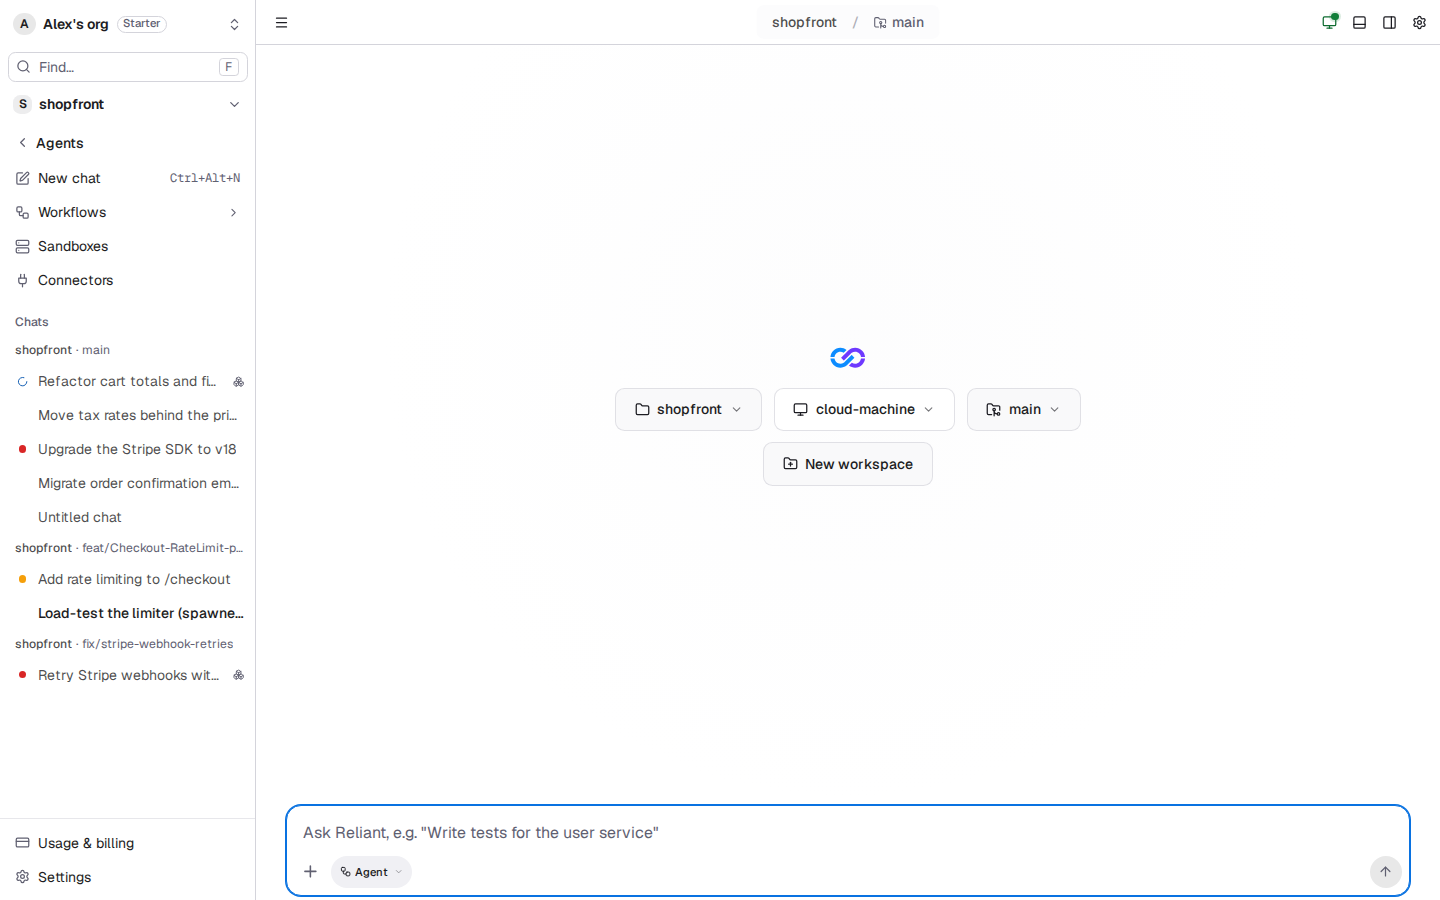 A Alex's org Starter
Find... F
S shopfront
Agents
New chat Ctrl+Alt+N
Workflows
Sandboxes
Connectors
Chats
shopfront · main
Refactor cart totals and fi...
Move tax rates behind the pri...
Upgrade the Stripe SDK to v18
Migrate order confirmation em...
Untitled chat
shopfront · feat/Checkout-RateLimit-p...
Add rate limiting to /checkout
Load-test the limiter (spawne...
shopfront · fix/stripe-webhook-retries
Retry Stripe webhooks wit...
Usage & billing
Settings
shopfront / main
shopfront
cloud-machine
main
New workspace
Ask Reliant, e.g. "Write tests for the user service"
Agent